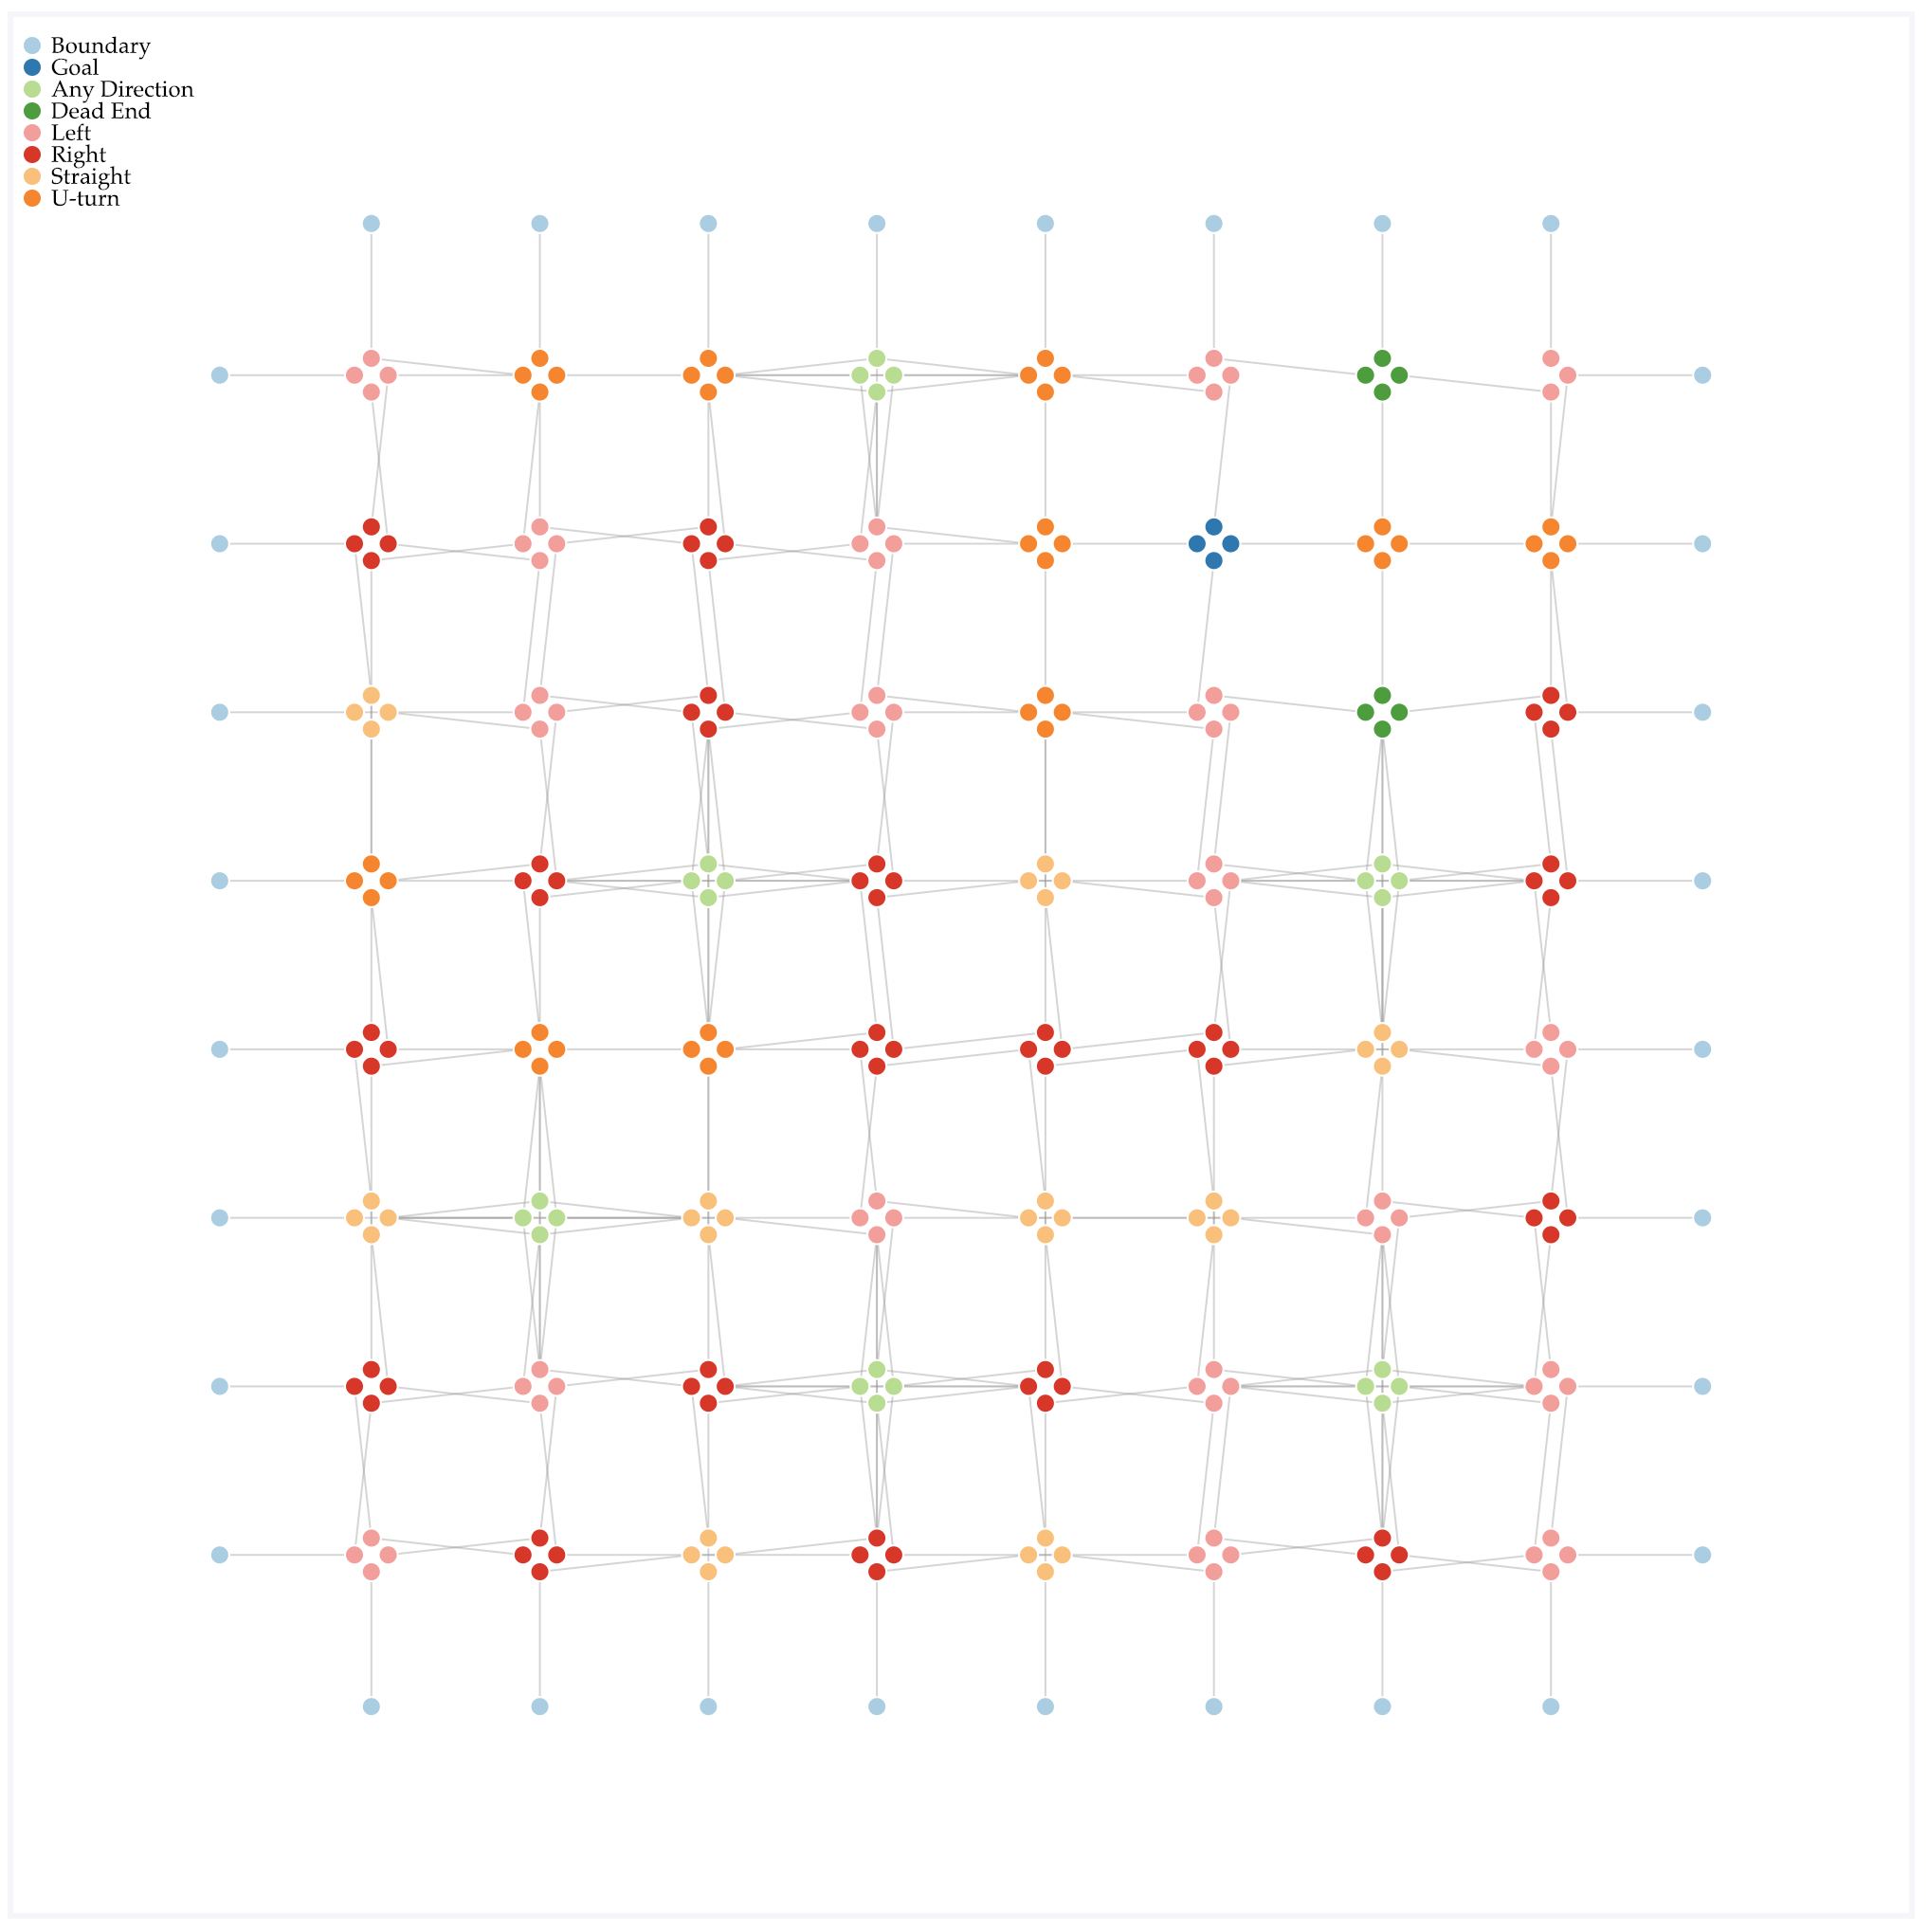 Boundary
Goal
Any Direction
Dead End
Left
Right
Straight
U-turn